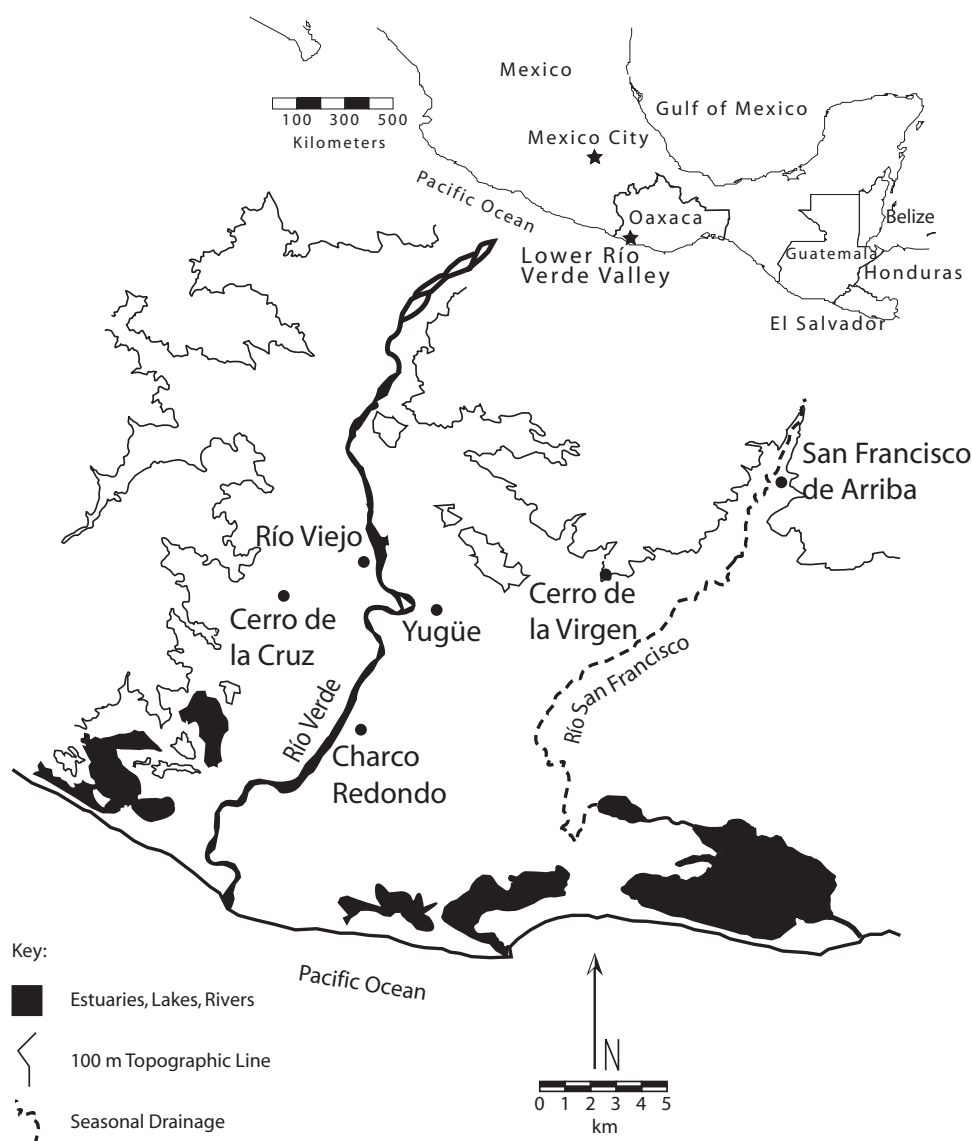 Mexico
Gulf of Mexico
100 300 500
Kilometers
Mexico City
Pacific Ocean
Oaxaca
Belize
Lower Río
Verde Valley
Guatemala
Honduras
El Salvador
San Francisco
de Arriba
Río Viejo
Cerro de
la Cruz
Yugüe
Cerro de
la Virgen
Río San Francisco
Río Verde
Charco
Redondo
Key:
Pacific Ocean
Estuaries, Lakes, Rivers
100 m Topographic Line
Seasonal Drainage
N
0 1 2 3 4 5
km